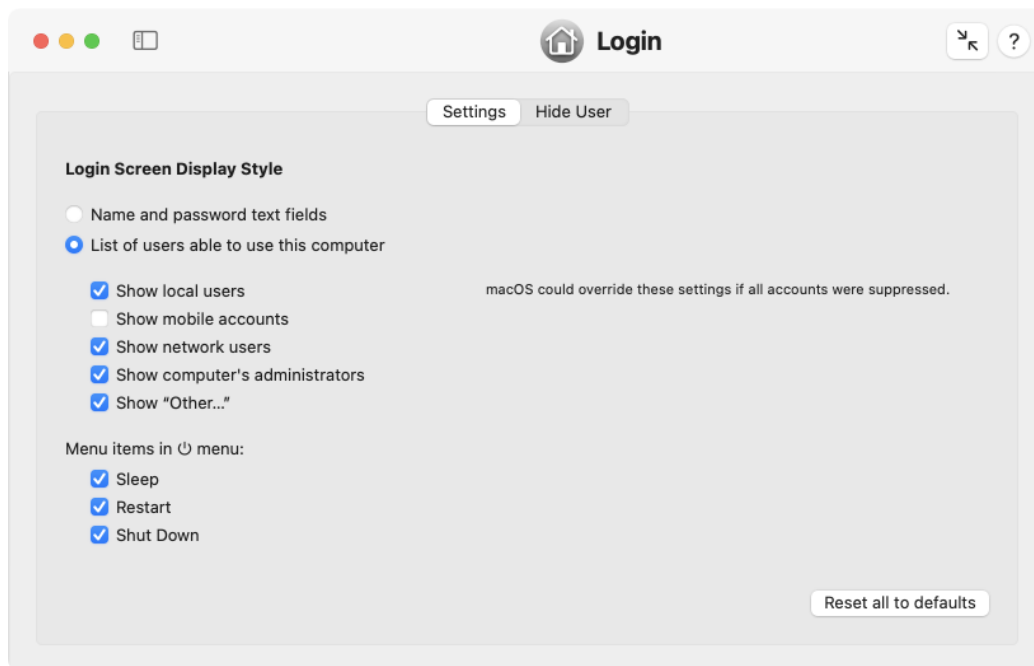 Login
?
Settings
Hide User
Login Screen Display Style
Name and password text fields
List of users able to use this computer
Show local users
macOS could override these settings if all accounts were suppressed.
Show mobile accounts
Show network users
Show computer's administrators
Show “Other...”
Menu items in ⏻ menu:
Sleep
Restart
Shut Down
Reset all to defaults